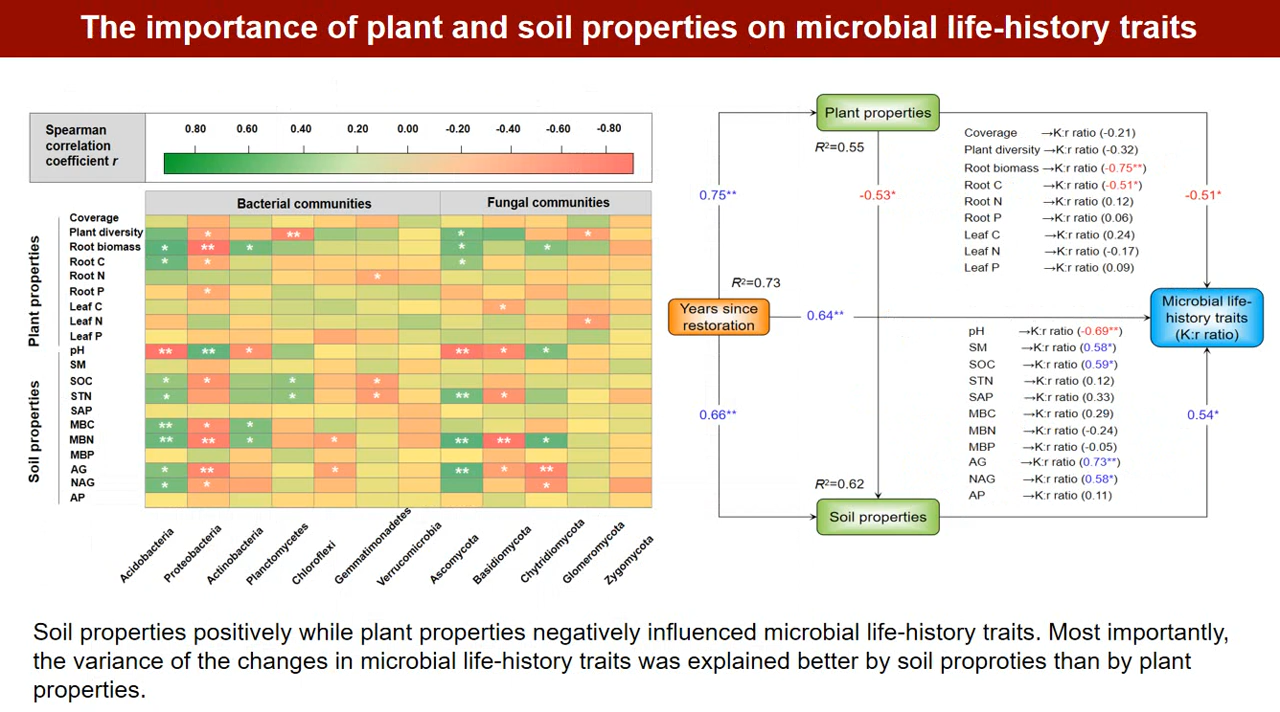 The importance of plant and soil properties on microbial life-history traits
Spearman
correlation
coefficient r
0.80 0.60 0.40 0.20 0.00 -0.20 -0.40 -0.60 -0.80
Bacterial communities Fungal communities
Plant properties
Coverage
Plant diversity * ** * *
Root biomass * ** * * *
Root C * * *
Root N *
Root P *
Leaf C *
Leaf N *
Leaf P
Soil properties
pH ** ** * ** * *
SM
SOC * * * *
STN * * * ** *
SAP
MBC ** * *
MBN ** ** * * ** ** *
MBP
AG * ** * ** * **
NAG * * *
AP
Acidobacteria
Proteobacteria
Actinobacteria
Planctomycetes
Chloroflexi
Gemmatimonadetes
Verrucomicrobia
Ascomycota
Basidiomycota
Chytridiomycota
Glomeromycota
Zygomycota
Plant properties
R²=0.55
0.75**
-0.53*
-0.51*
Coverage →K:r ratio (-0.21)
Plant diversity →K:r ratio (-0.32)
Root biomass →K:r ratio (-0.75**)
Root C →K:r ratio (-0.51*)
Root N →K:r ratio (0.12)
Root P →K:r ratio (0.06)
Leaf C →K:r ratio (0.24)
Leaf N →K:r ratio (-0.17)
Leaf P →K:r ratio (0.09)
R²=0.73
Years since
restoration
0.64**
Microbial life-
history traits
(K:r ratio)
pH →K:r ratio (-0.69**)
SM →K:r ratio (0.58*)
SOC →K:r ratio (0.59*)
STN →K:r ratio (0.12)
SAP →K:r ratio (0.33)
MBC →K:r ratio (0.29)
MBN →K:r ratio (-0.24)
MBP →K:r ratio (-0.05)
AG →K:r ratio (0.73**)
NAG →K:r ratio (0.58*)
AP →K:r ratio (0.11)
0.66**
0.54*
R²=0.62
Soil properties
Soil properties positively while plant properties negatively influenced microbial life-history traits. Most importantly,
the variance of the changes in microbial life-history traits was explained better by soil proproties than by plant
properties.